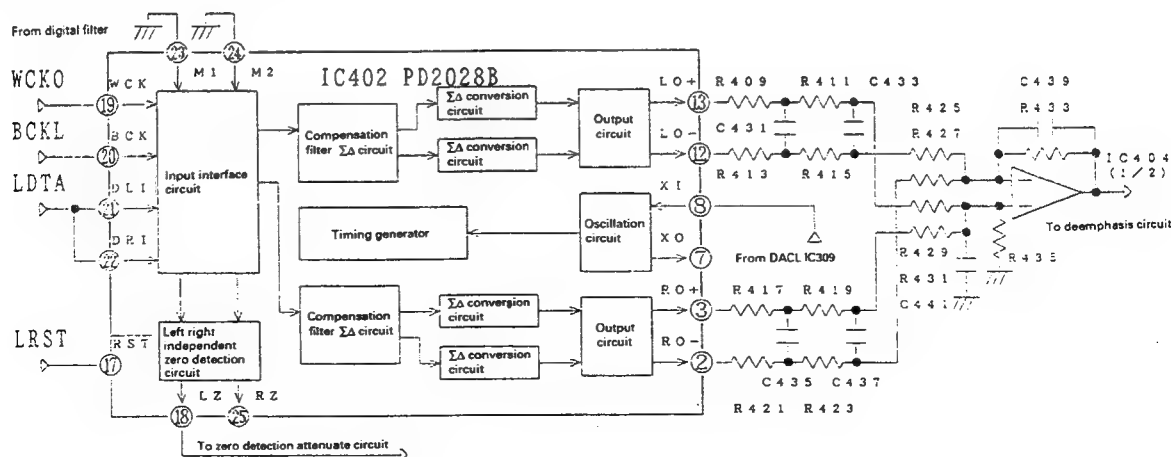 From digital filter
23
24
M1
M2
IC402 PD2028B
WCKO
WCK
19
BCKL
BCK
20
LDTA
DLI
21
DRI
22
Input interface
circuit
Compensation
filter ΣΔ circuit
ΣΔ conversion
circuit
ΣΔ conversion
circuit
Output
circuit
LO+
13
LO-
12
XI
8
XO
7
Timing generator
Oscillation
circuit
From DACL IC309
Compensation
filter ΣΔ circuit
ΣΔ conversion
circuit
ΣΔ conversion
circuit
Output
circuit
RO+
3
RO-
2
LRST
RST
17
Left right
independent
zero detection
circuit
LZ
RZ
18
25
To zero detection attenuate circuit
R409
R411
C433
C431
R413
R415
R425
R427
C439
R433
IC404
(1/2)
To deemphasis circuit
R429
R431
C441
R435
R417
R419
C435
C437
R421
R423